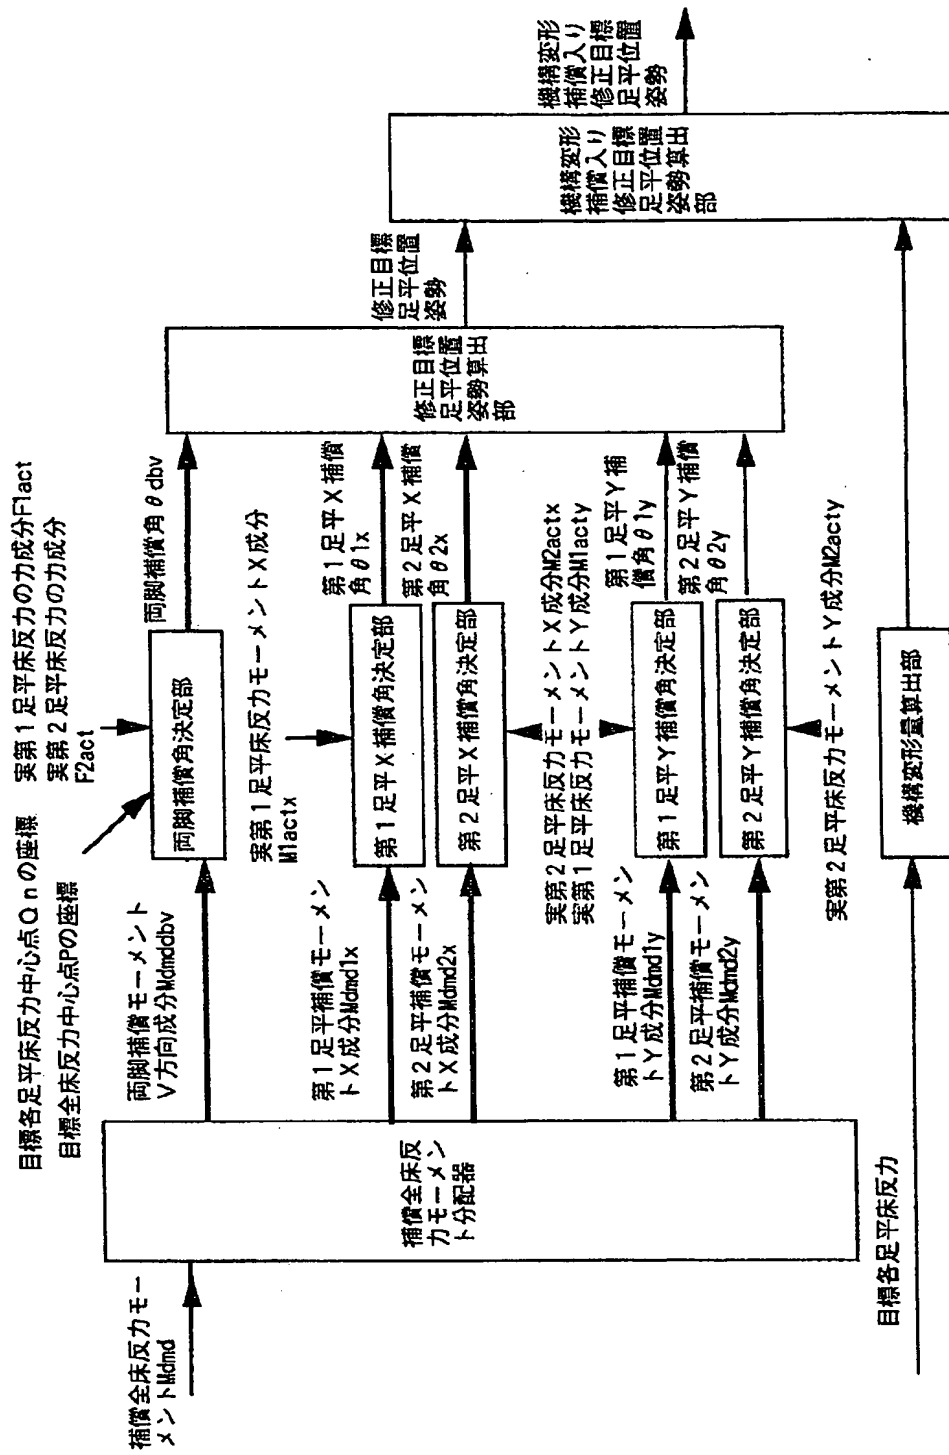 補償全床反力モー
メントMdmd
補償全床反
力モーメン
ト分配器
目標各足平床反力中心点Qnの座標
目標全床反力中心点Pの座標
実第1足平床反力の力成分F1act
実第2足平床反力の力成分
F2act
両脚補償モーメント
V方向成分Mdmddbv
両脚補償角決定部
両脚補償角θdbv
実第1足平床反力モーメントX成分
M1actx
第1足平補償モーメン
トX成分Mdmd1x
第1足平X補償角決定部
第1足平X補償
角θ1x
第2足平補償モーメン
トX成分Mdmd2x
第2足平X補償角決定部
第2足平X補償
角θ2x
実第2足平床反力モーメントX成分M2actx
実第1足平床反力モーメントY成分M1acty
第1足平補償モーメン
トY成分Mdmd1y
第1足平Y補償角決定部
第1足平Y補
償角θ1y
第2足平補償モーメン
トY成分Mdmd2y
第2足平Y補償角決定部
第2足平Y補償
角θ2y
実第2足平床反力モーメントY成分M2acty
目標各足平床反力
機構変形量算出部
修正目標
足平位置
姿勢算出
部
修正目標
足平位置
姿勢
機構変形
補償入り
修正目標
足平位置
姿勢算出
部
機構変形
補償入り
修正目標
足平位置
姿勢